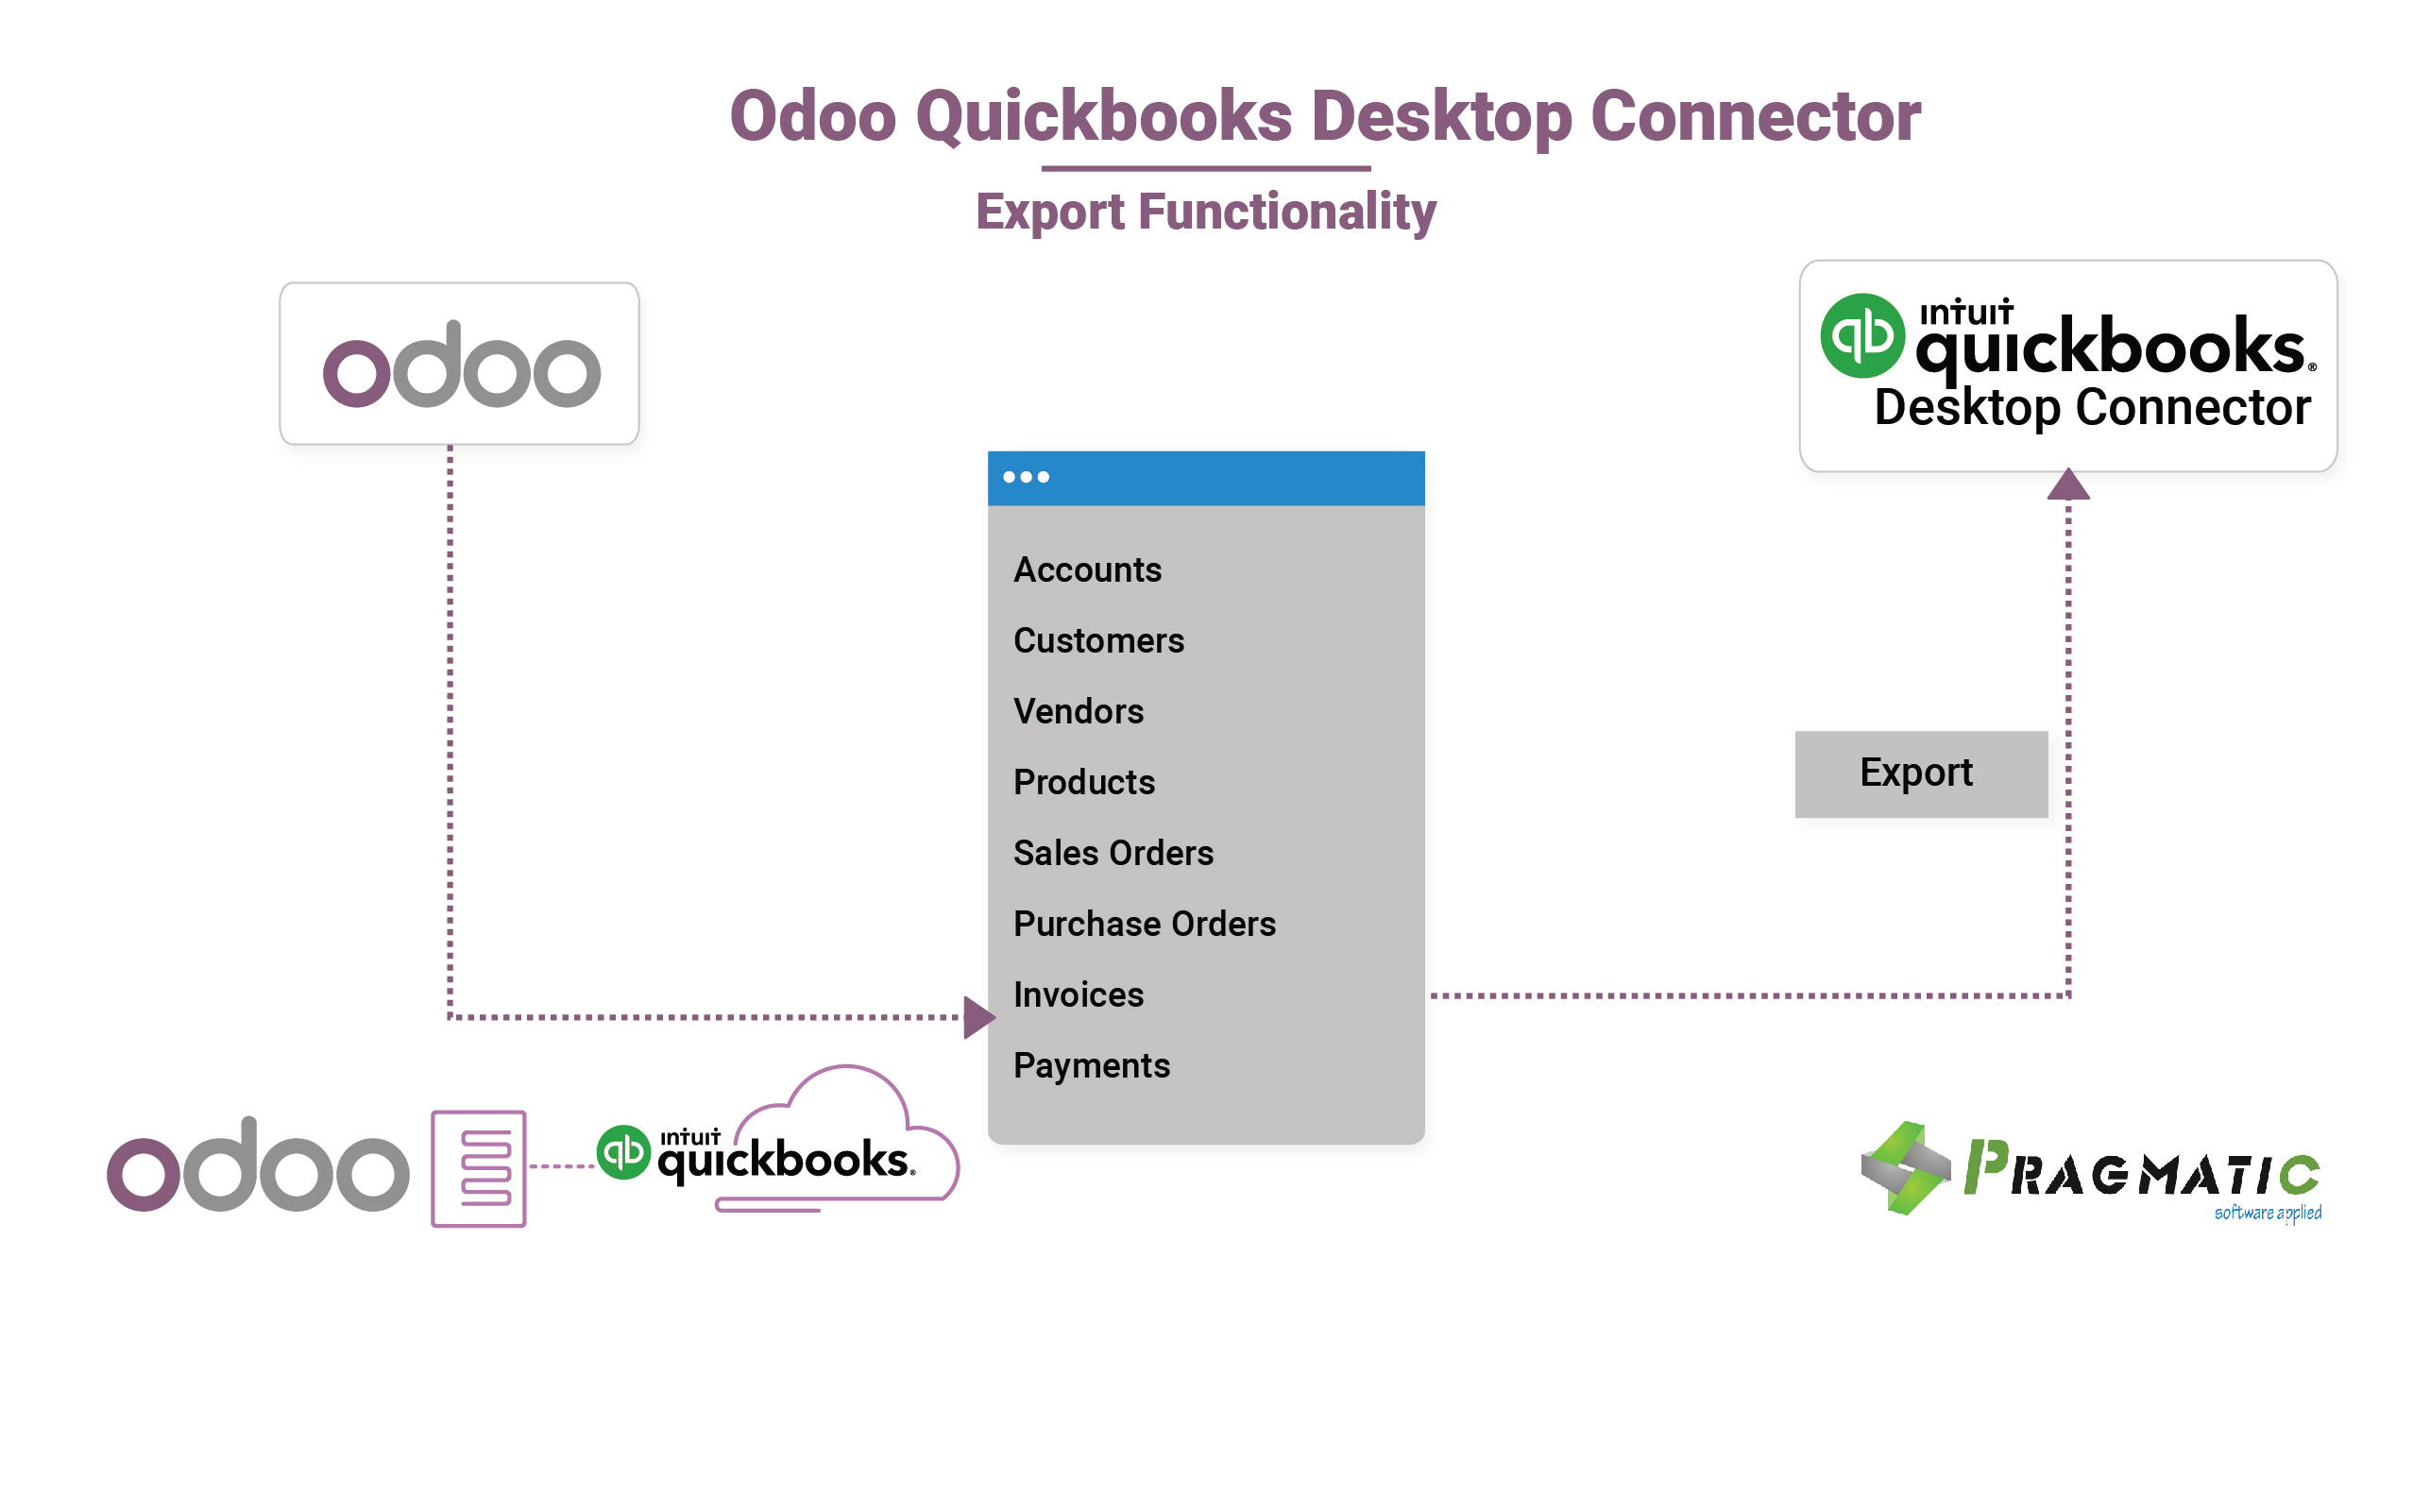 Odoo Quickbooks Desktop Connector
Export Functionality
odoo
intuit
quickbooks®
Desktop Connector
Accounts
Customers
Vendors
Products
Sales Orders
Purchase Orders
Invoices
Payments
Export
odoo
intuit
quickbooks®
PRAGMATIC
software applied